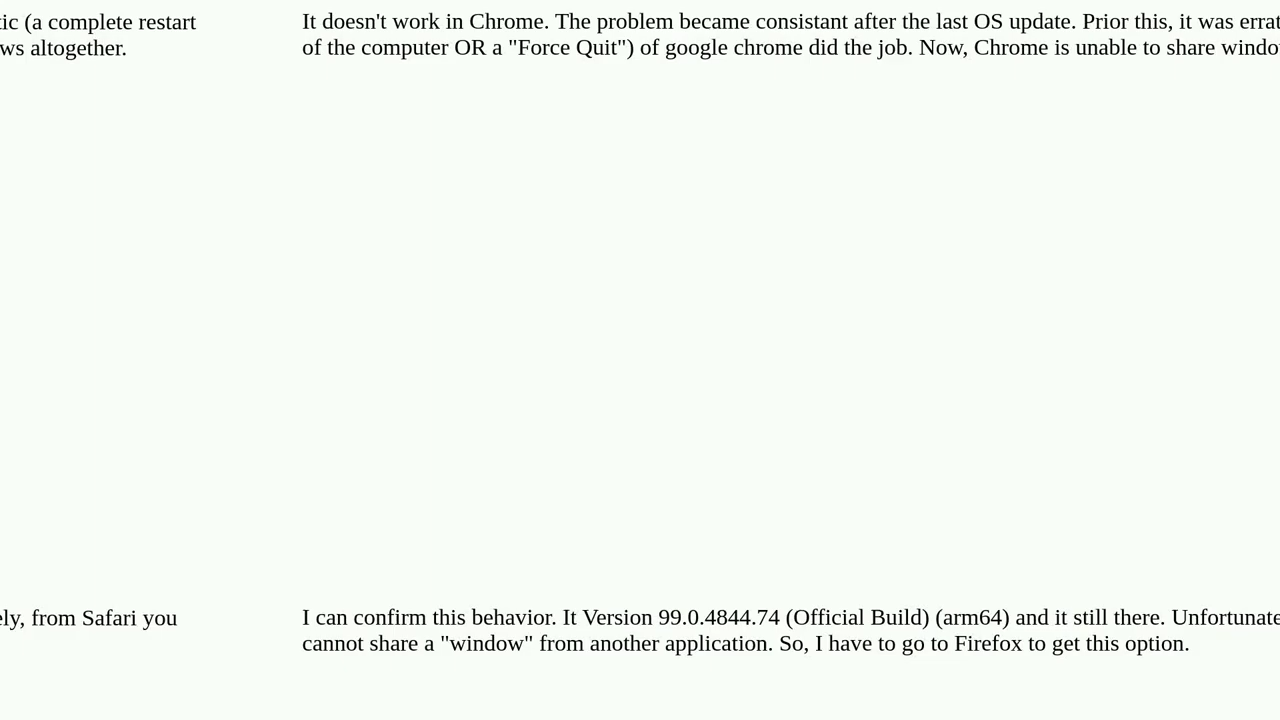 tic (a complete restart
ws altogether.
It doesn't work in Chrome. The problem became consistant after the last OS update. Prior this, it was errat
of the computer OR a "Force Quit") of google chrome did the job. Now, Chrome is unable to share windo
ely, from Safari you
I can confirm this behavior. It Version 99.0.4844.74 (Official Build) (arm64) and it still there. Unfortunate
cannot share a "window" from another application. So, I have to go to Firefox to get this option.